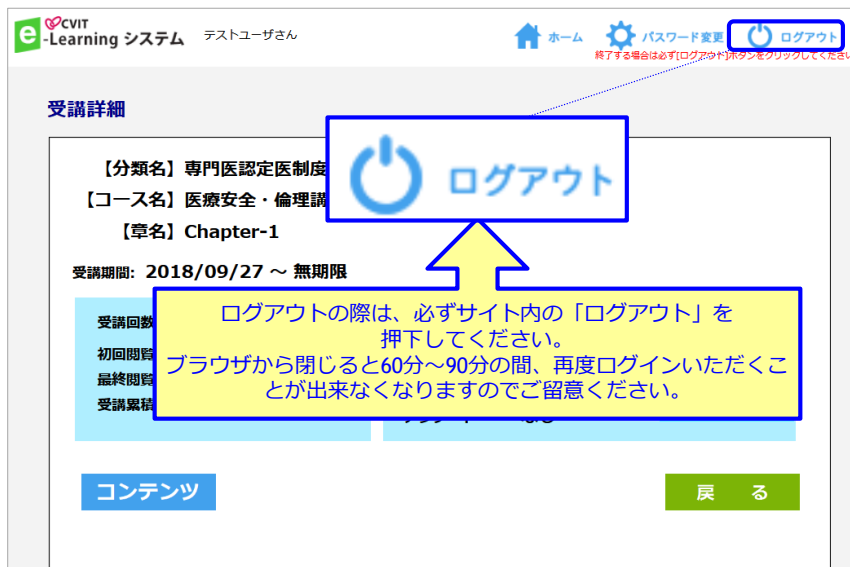 CVIT
e-Learning システム
テストユーザさん
ホーム
パスワード変更
ログアウト
終了する場合は必ず[ログアウト]ボタンをクリックしてください
受講詳細
【分類名】専門医認定医制度
【コース名】医療安全・倫理講
【章名】Chapter-1
受講期間: 2018/09/27 ～ 無期限
ログアウト
受講回数
初回閲覧
最終閲覧
受講累積
ログアウトの際は、必ずサイト内の「ログアウト」を
押下してください。
ブラウザから閉じると60分～90分の間、再度ログインいただくこ
とが出来なくなりますのでご留意ください。
コンテンツ
戻 る